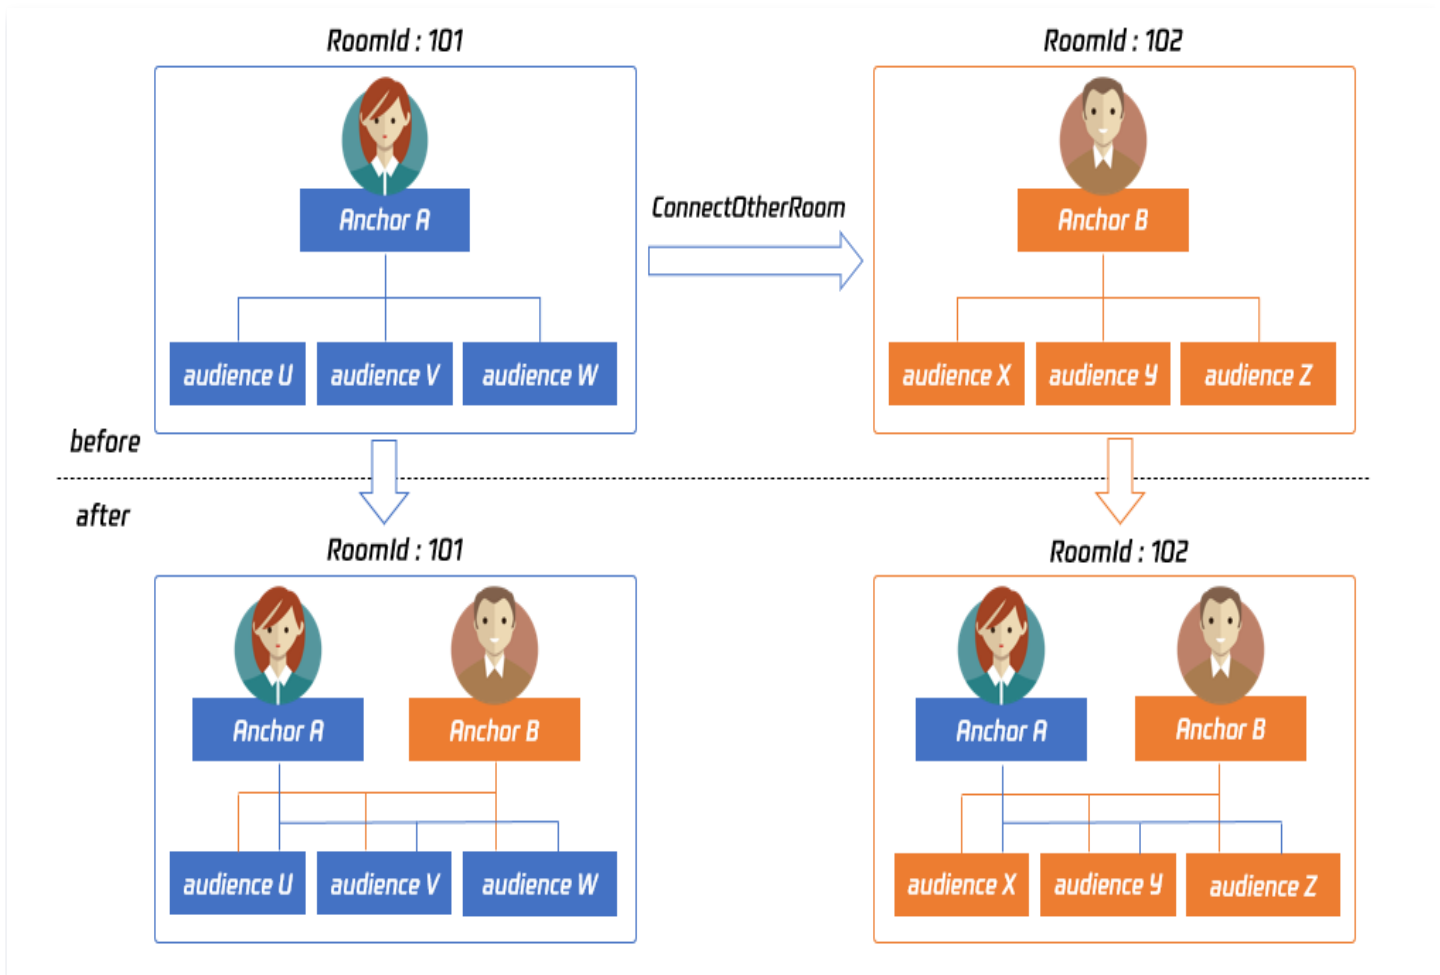 RoomId : 101
RoomId : 102
Anchor A
ConnectOtherRoom
Anchor B
audience U
audience V
audience W
audience X
audience Y
audience Z
before
after
RoomId : 101
RoomId : 102
Anchor A
Anchor B
Anchor A
Anchor B
audience U
audience V
audience W
audience X
audience Y
audience Z